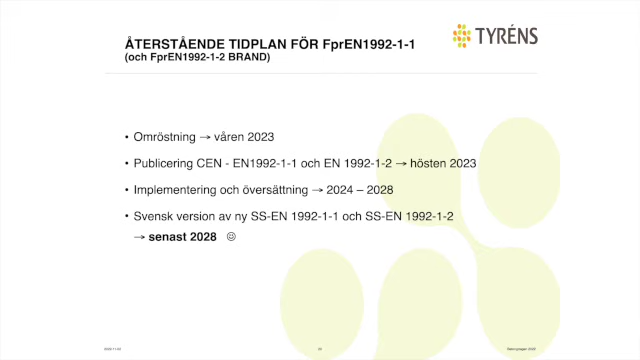 ÅTERSTÅENDE TIDPLAN FÖR FprEN1992-1-1
(och FprEN1992-1-2 BRAND)
TYRÉNS
• Omröstning → våren 2023
• Publicering CEN - EN1992-1-1 och EN 1992-1-2 → hösten 2023
• Implementering och översättning → 2024 – 2028
• Svensk version av ny SS-EN 1992-1-1 och SS-EN 1992-1-2
→ senast 2028 ☺